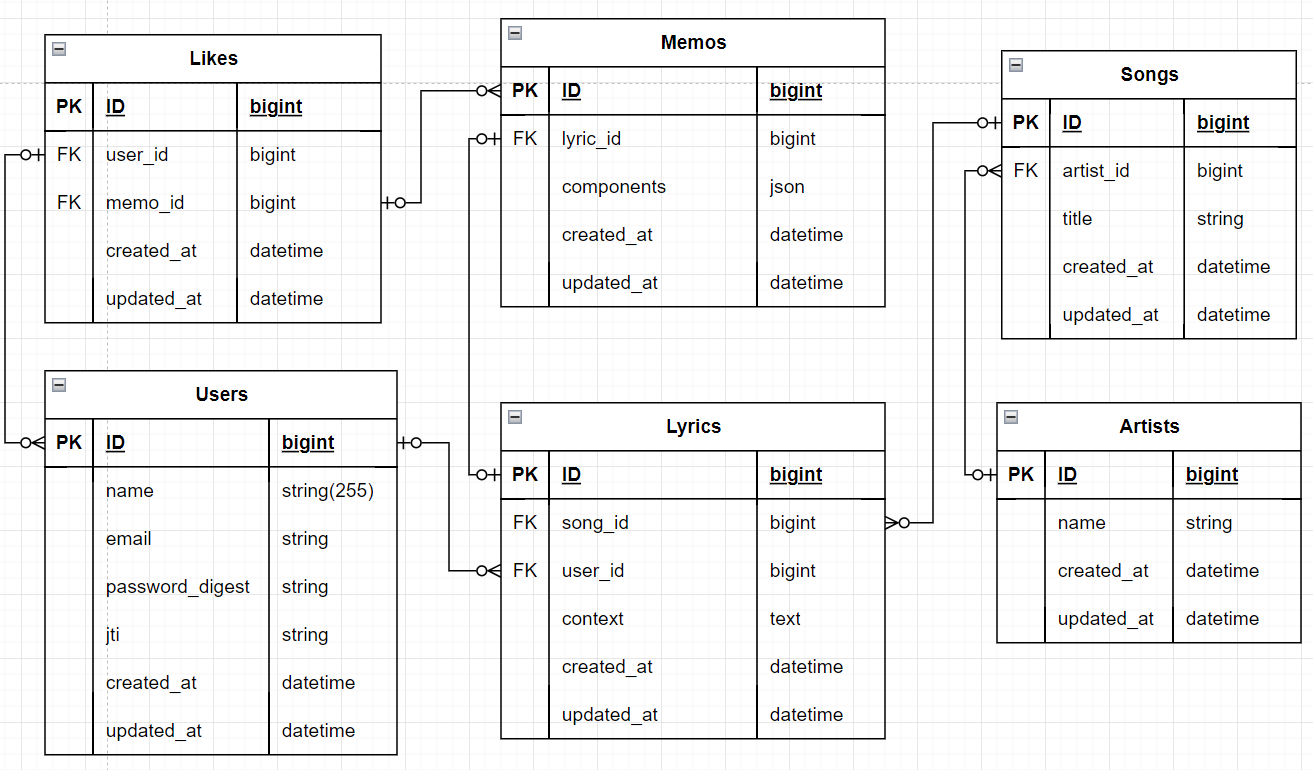 Likes
PK ID bigint
FK user_id bigint
FK memo_id bigint
created_at datetime
updated_at datetime
Memos
PK ID bigint
FK lyric_id bigint
components json
created_at datetime
updated_at datetime
Songs
PK ID bigint
FK artist_id bigint
title string
created_at datetime
updated_at datetime
Users
PK ID bigint
name string(255)
email string
password_digest string
jti string
created_at datetime
updated_at datetime
Lyrics
PK ID bigint
FK song_id bigint
FK user_id bigint
context text
created_at datetime
updated_at datetime
Artists
PK ID bigint
name string
created_at datetime
updated_at datetime